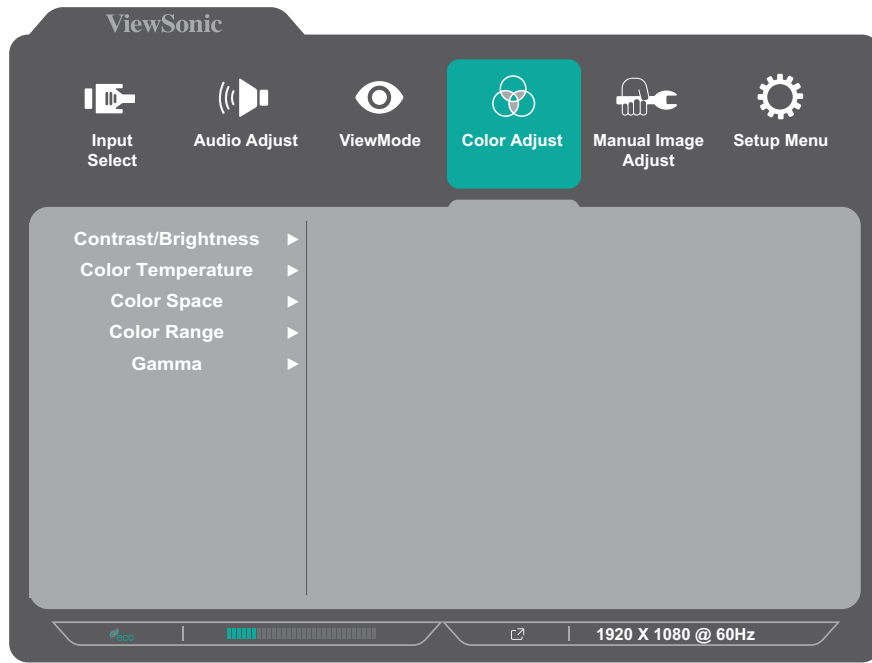 ViewSonic
Input
Select
Audio Adjust
ViewMode
Color Adjust
Manual Image
Adjust
Setup Menu
Contrast/Brightness
Color Temperature
Color Space
Color Range
Gamma
eco
1920 X 1080 @ 60Hz